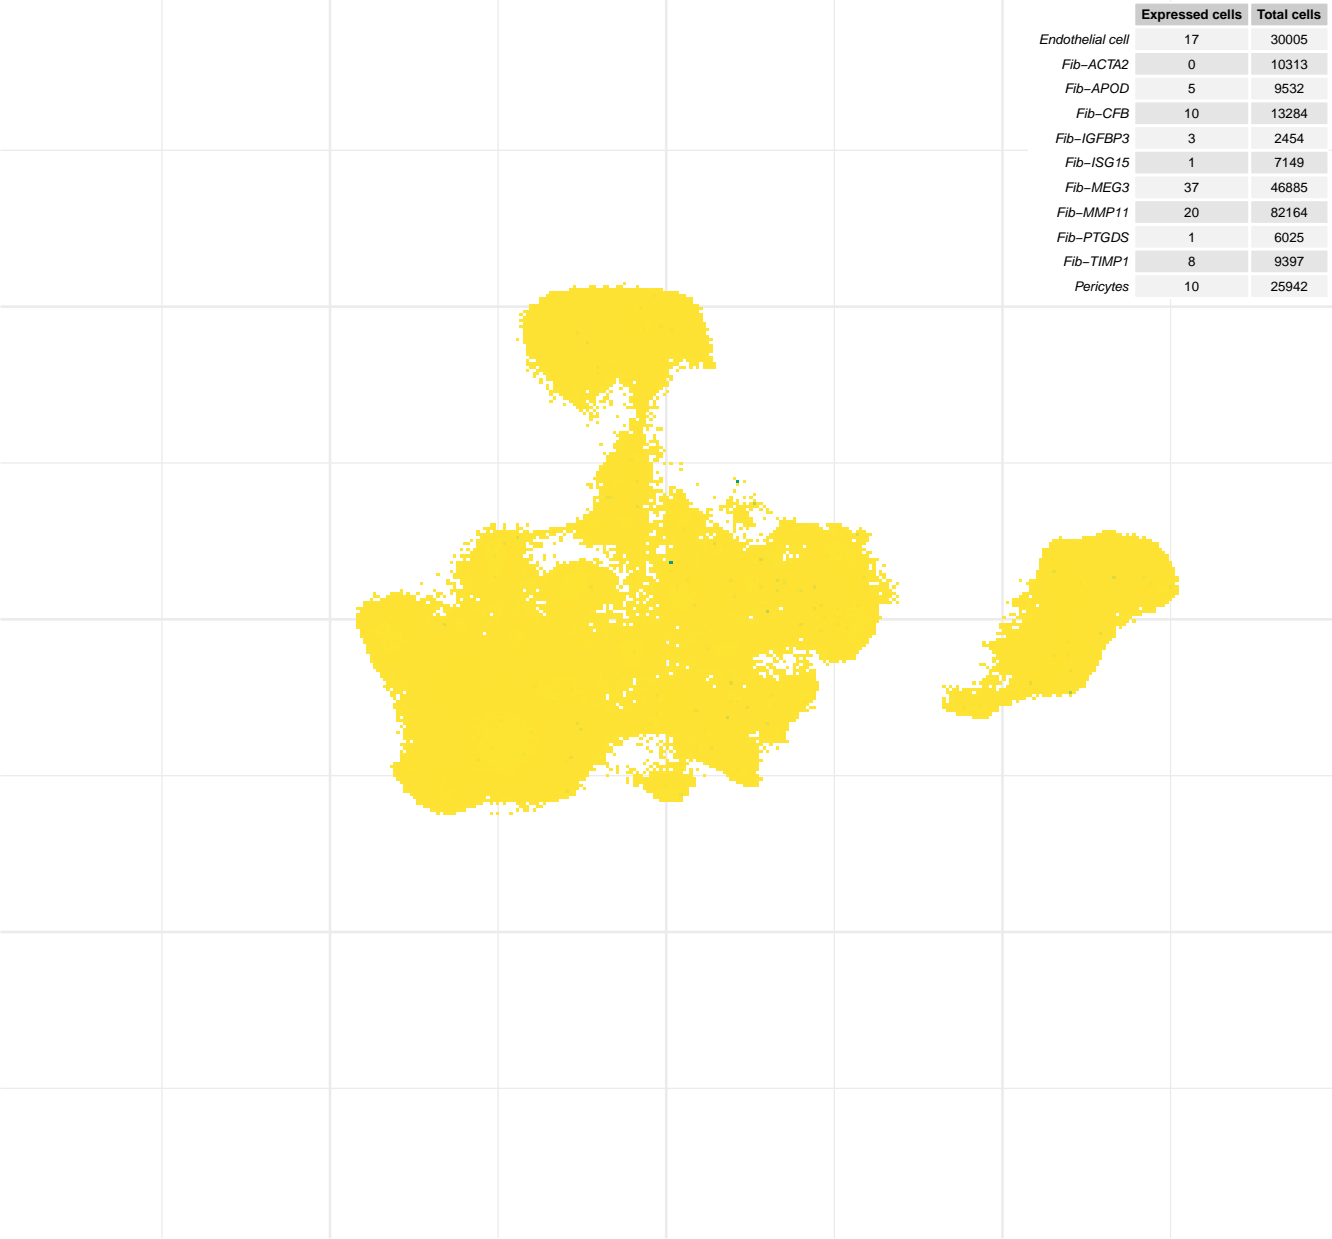 Expressed cells Total cells
Endothelial cell 17 30005
Fib−ACTA2 0 10313
Fib−APOD 5 9532
Fib−CFB 10 13284
Fib−IGFBP3 3 2454
Fib−ISG15 1 7149
Fib−MEG3 37 46885
Fib−MMP11 20 82164
Fib−PTGDS 1 6025
Fib−TIMP1 8 9397
Pericytes 10 25942